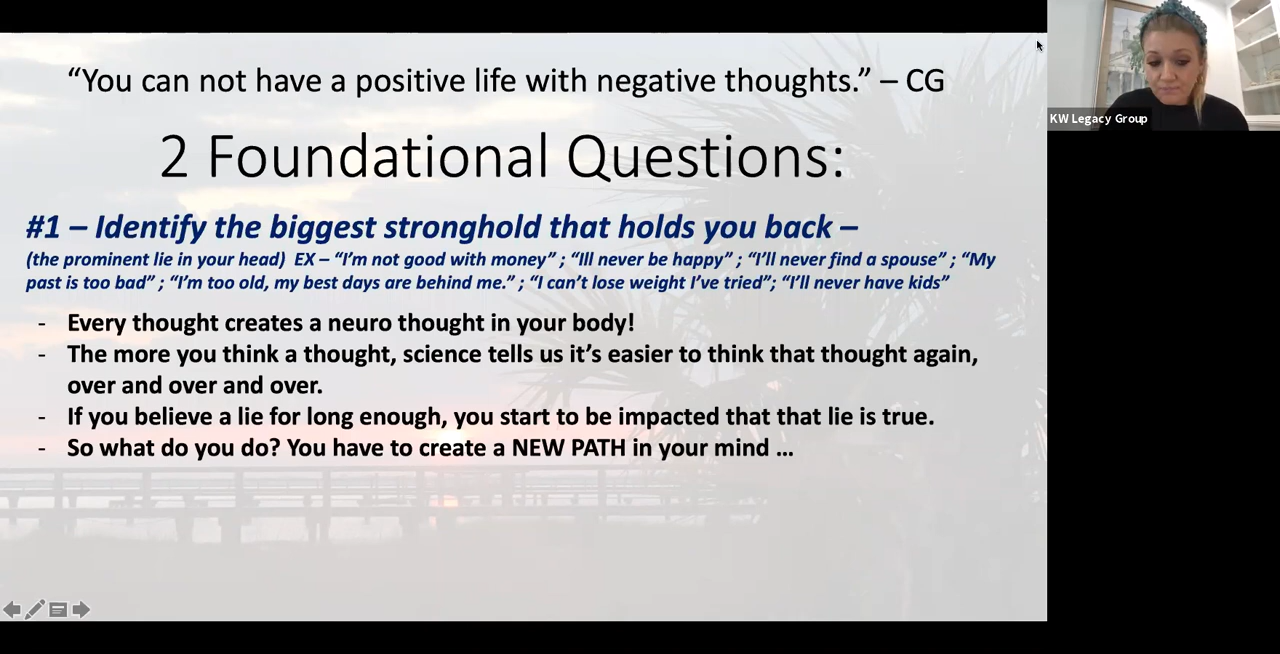 “You can not have a positive life with negative thoughts.” – CG
2 Foundational Questions:
#1 – Identify the biggest stronghold that holds you back –
(the prominent lie in your head)  EX – “I’m not good with money” ; “Ill never be happy” ; “I’ll never find a spouse” ; “My
past is too bad” ; “I’m too old, my best days are behind me.” ; “I can’t lose weight I’ve tried”; “I’ll never have kids”
- Every thought creates a neuro thought in your body!
- The more you think a thought, science tells us it’s easier to think that thought again,
over and over and over.
- If you believe a lie for long enough, you start to be impacted that that lie is true.
- So what do you do? You have to create a NEW PATH in your mind …
KW Legacy Group